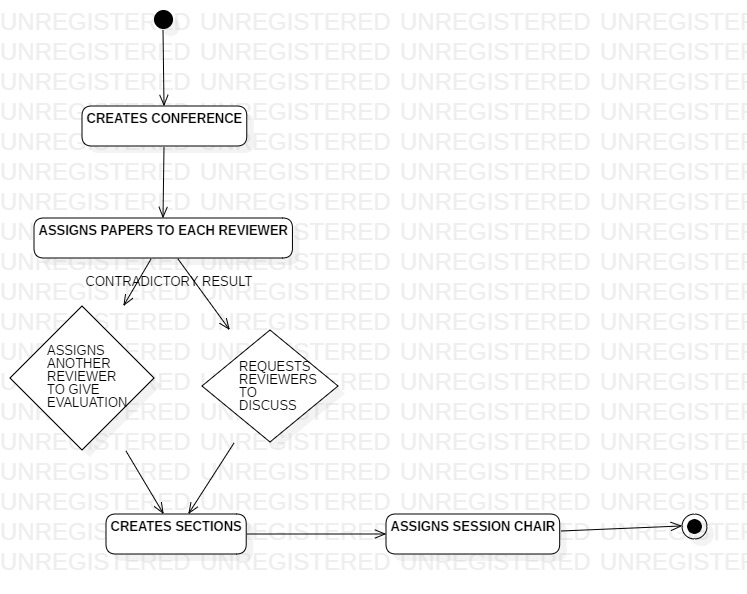 CREATES CONFERENCE
ASSIGNS PAPERS TO EACH REVIEWER
CONTRADICTORY RESULT
ASSIGNS
ANOTHER
REVIEWER
TO GIVE
EVALUATION
REQUESTS
REVIEWERS
TO
DISCUSS
CREATES SECTIONS
ASSIGNS SESSION CHAIR
UNREGISTERED UNREGISTERED UNREGISTERED UNREGISTERED